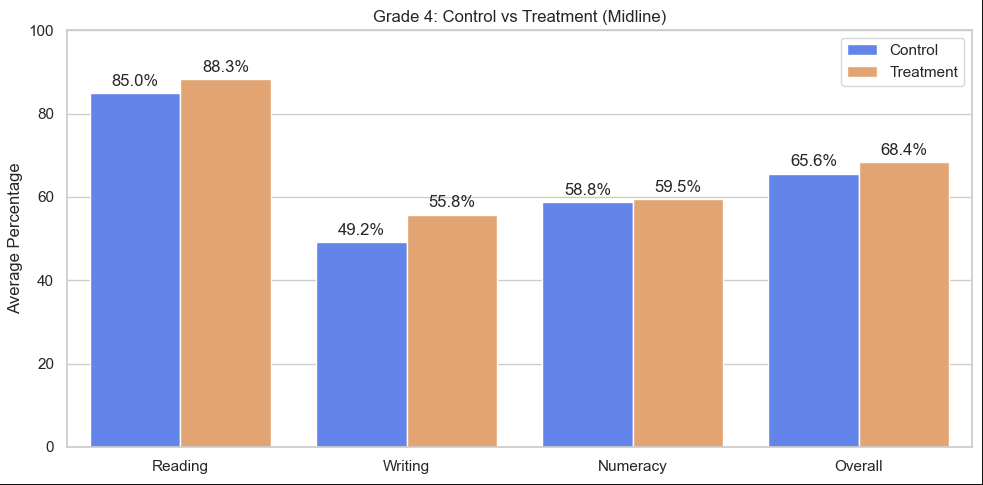 Grade 4: Control vs Treatment (Midline)
Control
Treatment
Average Percentage
100
80
60
40
20
0
85.0%
88.3%
49.2%
55.8%
58.8%
59.5%
65.6%
68.4%
Reading
Writing
Numeracy
Overall